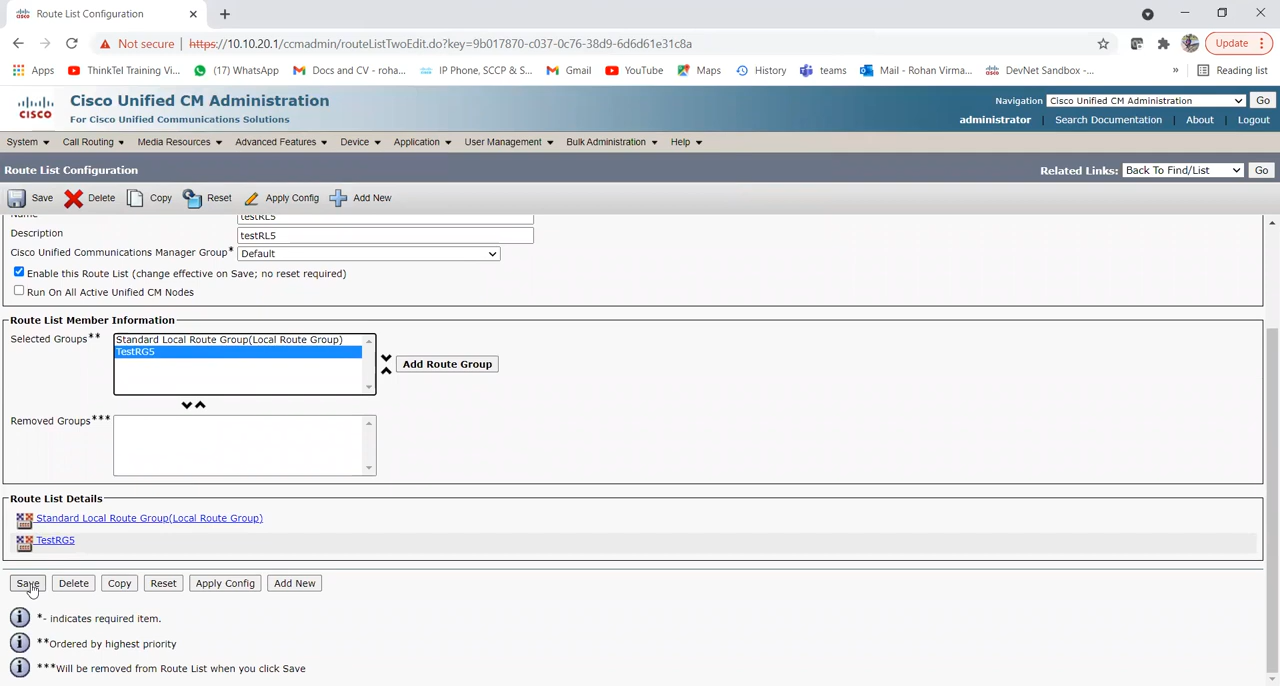 Route List Configuration
Not secure | https://10.10.20.1/ccmadmin/routeListTwoEdit.do?key=9b017870-c037-0c76-38d9-6d6d61e31c8a
Update
Apps ThinkTel Training Vi... (17) WhatsApp Docs and CV - roha... IP Phone, SCCP & S... Gmail YouTube Maps History teams Mail - Rohan Virma... DevNet Sandbox -... » Reading list
CISCO
Cisco Unified CM Administration
For Cisco Unified Communications Solutions
Navigation Cisco Unified CM Administration Go
administrator | Search Documentation | About | Logout
System Call Routing Media Resources Advanced Features Device Application User Management Bulk Administration Help
Route List Configuration
Related Links: Back To Find/List Go
Save Delete Copy Reset Apply Config Add New
Name testRL5
Description testRL5
Cisco Unified Communications Manager Group* Default
Enable this Route List (change effective on Save; no reset required)
Run On All Active Unified CM Nodes
Route List Member Information
Selected Groups** Standard Local Route Group(Local Route Group)
TestRG5
Add Route Group
Removed Groups***
Route List Details
Standard Local Route Group(Local Route Group)
TestRG5
Save Delete Copy Reset Apply Config Add New
*- indicates required item.
**Ordered by highest priority
***Will be removed from Route List when you click Save